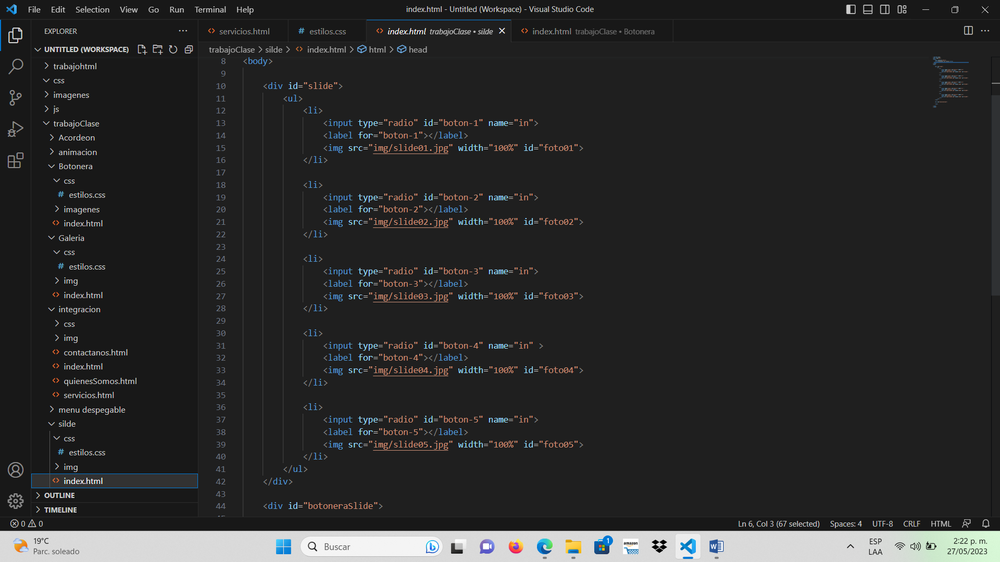 File Edit Selection View Go Run Terminal Help
index.html - Untitled (Workspace) - Visual Studio Code
EXPLORER
UNTITLED (WORKSPACE)
trabajohtml
css
imagenes
js
trabajoClase
Acordeon
animacion
Botonera
css
# estilos.css
imagenes
<> index.html
Galeria
css
# estilos.css
img
<> index.html
integracion
css
img
<> contactanos.html
<> index.html
<> quienesSomos.html
<> servicios.html
menu despegable
silde
css
# estilos.css
img
<> index.html
OUTLINE
TIMELINE
<> servicios.html
# estilos.css
<> index.html trabajoClase • silde
<> index.html trabajoClase • Botonera
trabajoClase > silde > <> index.html > html > head
8 <body>
9
10 <div id="slide">
11 <ul>
12 <li>
13 <input type="radio" id="boton-1" name="in">
14 <label for="boton-1"></label>
15 <img src="img/slide01.jpg" width="100%" id="foto01">
16 </li>
17
18 <li>
19 <input type="radio" id="boton-2" name="in">
20 <label for="boton-2"></label>
21 <img src="img/slide02.jpg" width="100%" id="foto02">
22 </li>
23
24 <li>
25 <input type="radio" id="boton-3" name="in">
26 <label for="boton-3"></label>
27 <img src="img/slide03.jpg" width="100%" id="foto03">
28 </li>
29
30 <li>
31 <input type="radio" id="boton-4" name="in" >
32 <label for="boton-4"></label>
33 <img src="img/slide04.jpg" width="100%" id="foto04">
34 </li>
35
36 <li>
37 <input type="radio" id="boton-5" name="in">
38 <label for="boton-5"></label>
39 <img src="img/slide05.jpg" width="100%" id="foto05">
40 </li>
41 </ul>
42 </div>
43
44 <div id="botoneraSlide">
0 0
Ln 6, Col 3 (67 selected) Spaces: 4 UTF-8 CRLF HTML
19°C
Parc. soleado
Buscar
1
amazon
ESP
LAA
2:22 p. m.
27/05/2023